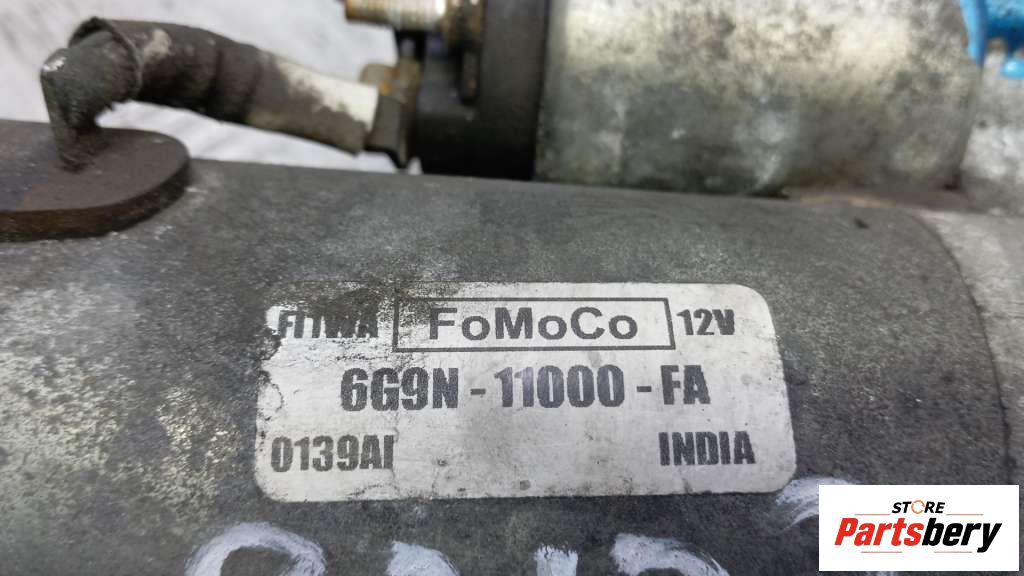 FoMoCo 12V
6G9N - 11000 - FA
0139AI INDIA
STORE
Partsbery